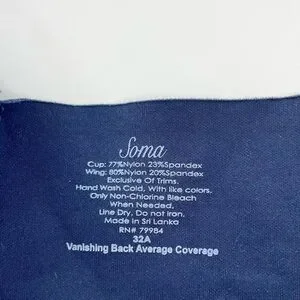 Soma
Cup: 77%Nylon 23%Spandex
Wing: 80%Nylon 20%Spandex
Exclusive Of Trims.
Hand Wash Cold, With like colors.
Only Non-Chlorine Bleach
When Needed,
Line Dry, Do not Iron,
Made in Sri Lanka
RN# 79984
32A
Vanishing Back Average Coverage